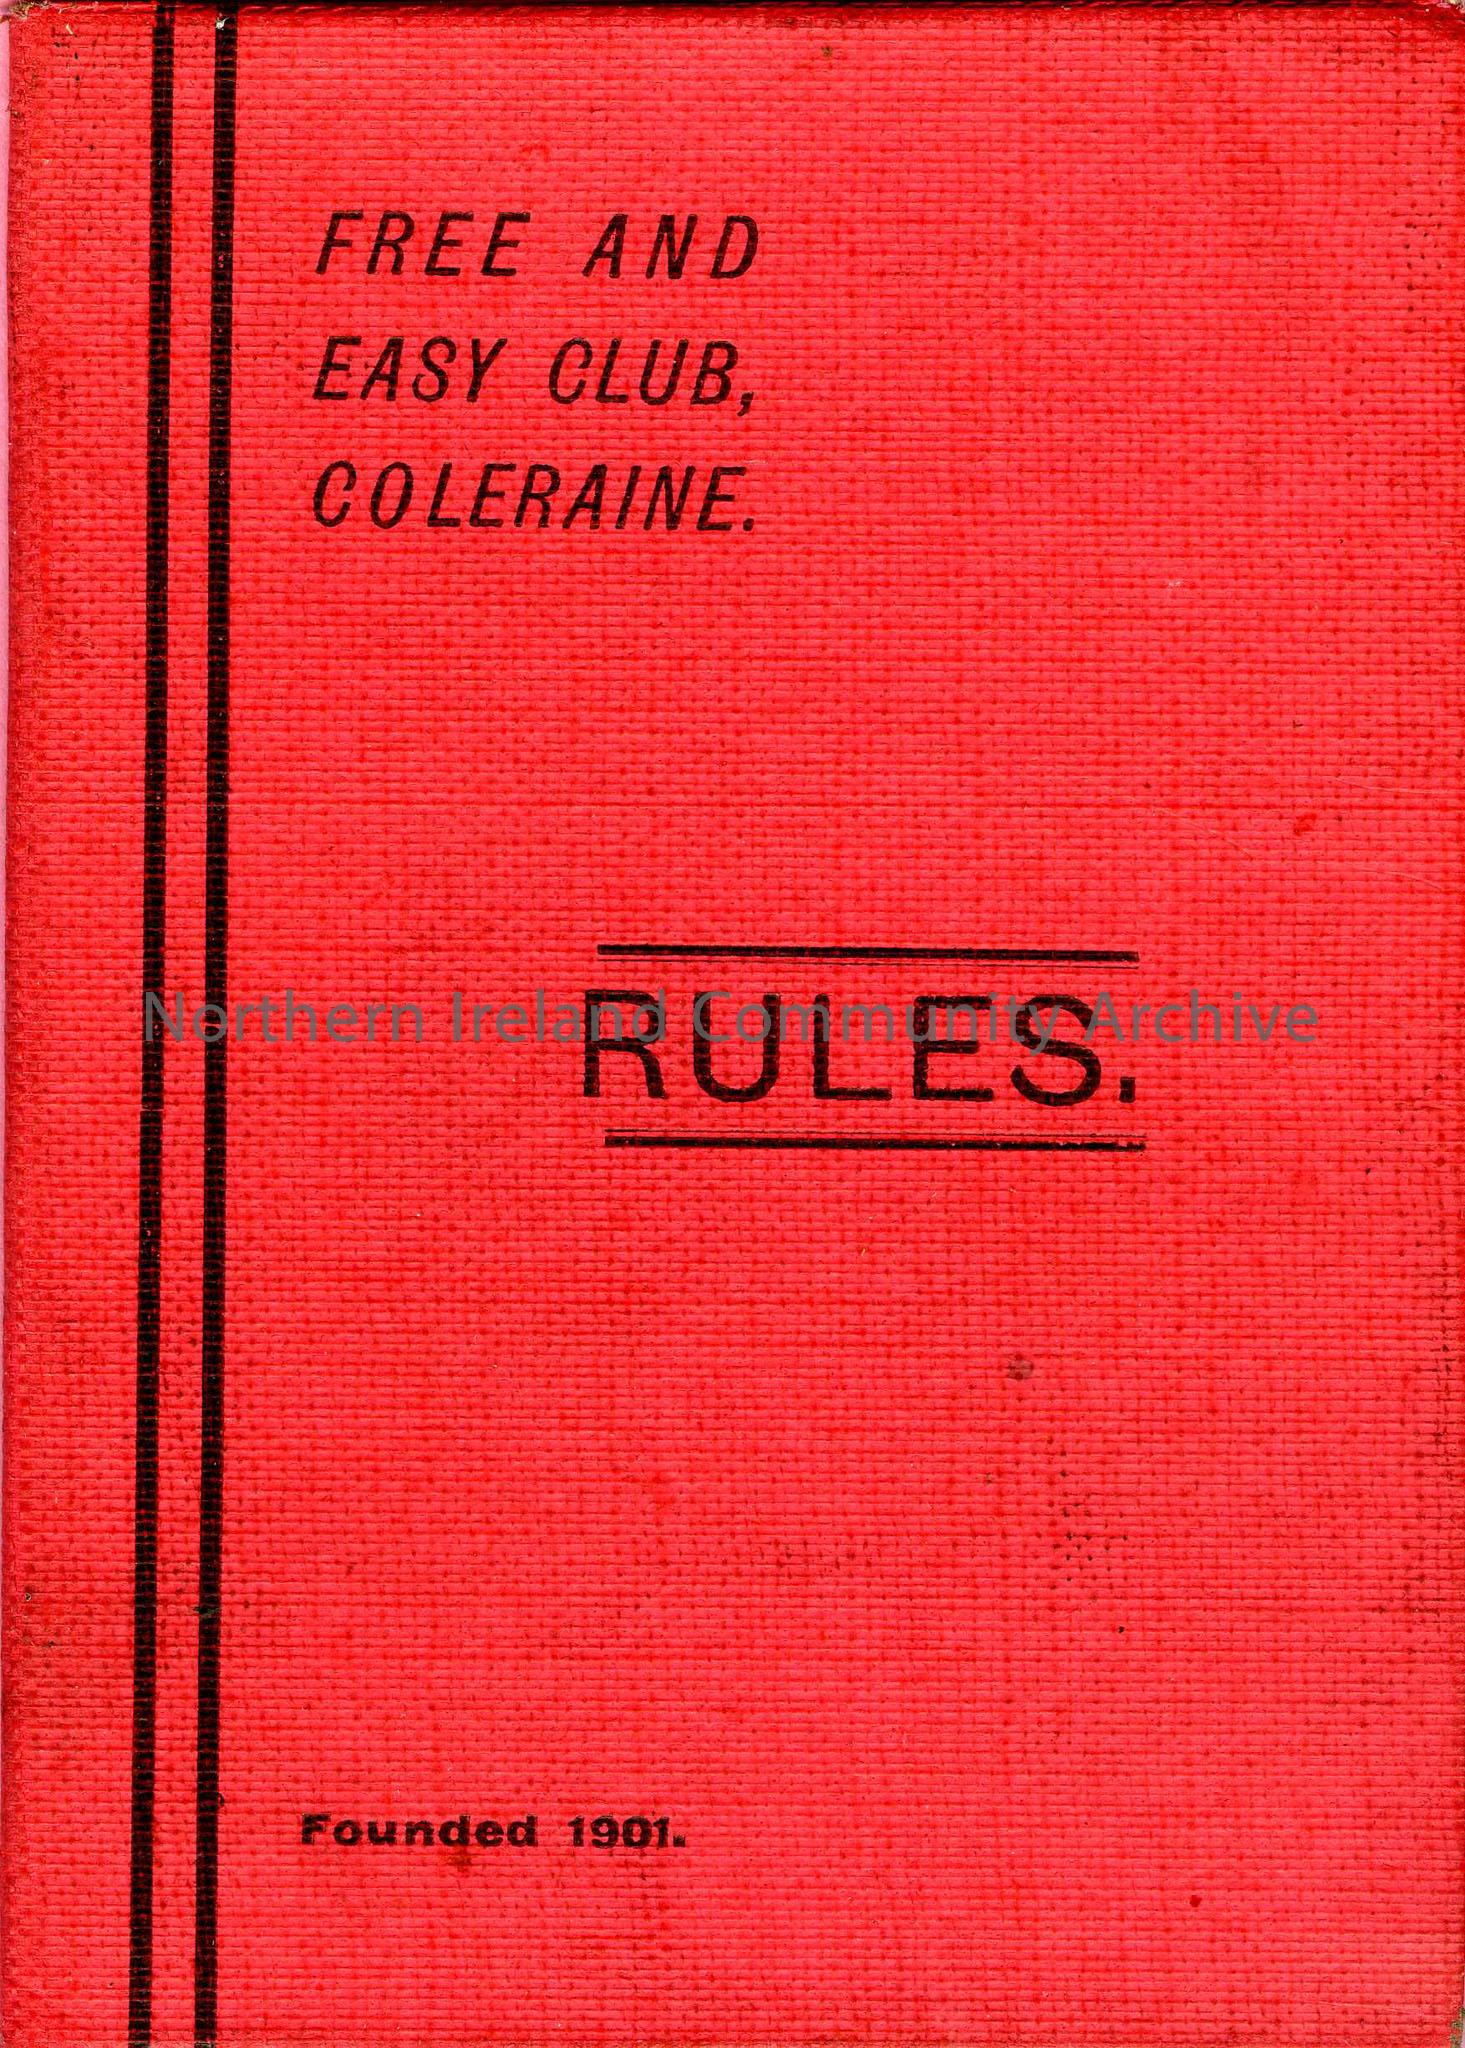 FREE AND
EASY CLUB,
COLERAINE.
Northern Ireland Community Archive
RULES.
Founded 1901.